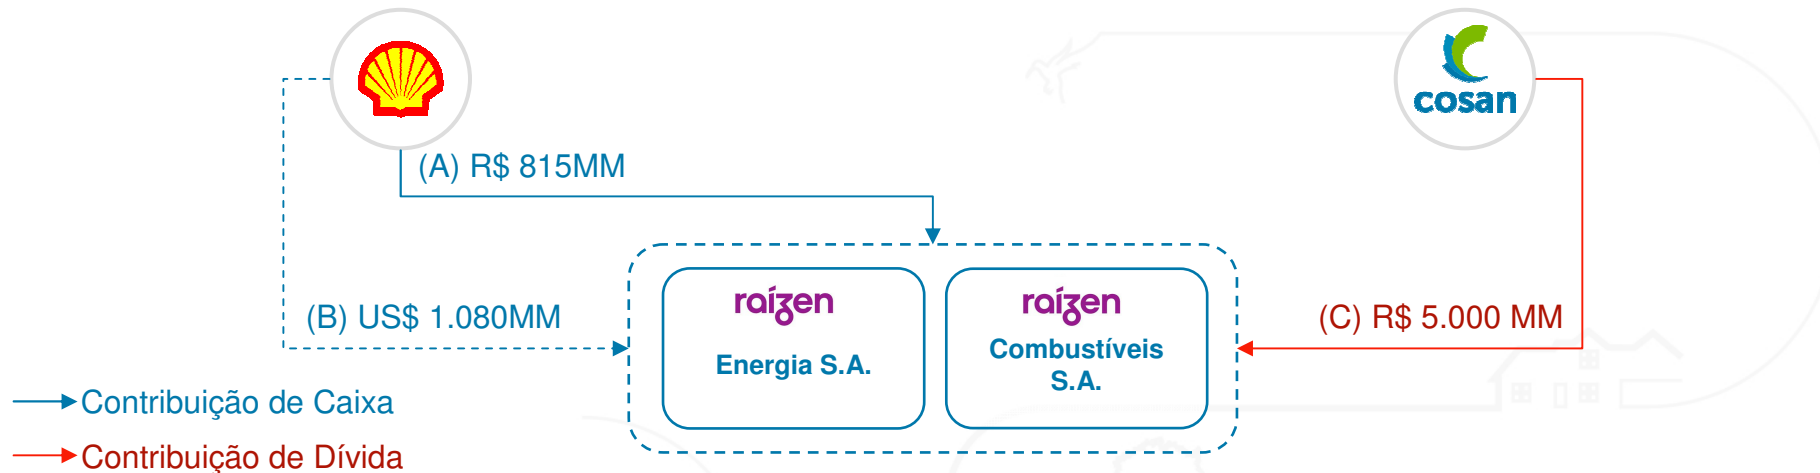 cosan
(A) R$ 815MM
(B) US$ 1.080MM
raízen
Energia S.A.
raízen
Combustíveis
S.A.
(C) R$ 5.000 MM
Contribuição de Caixa
Contribuição de Dívida